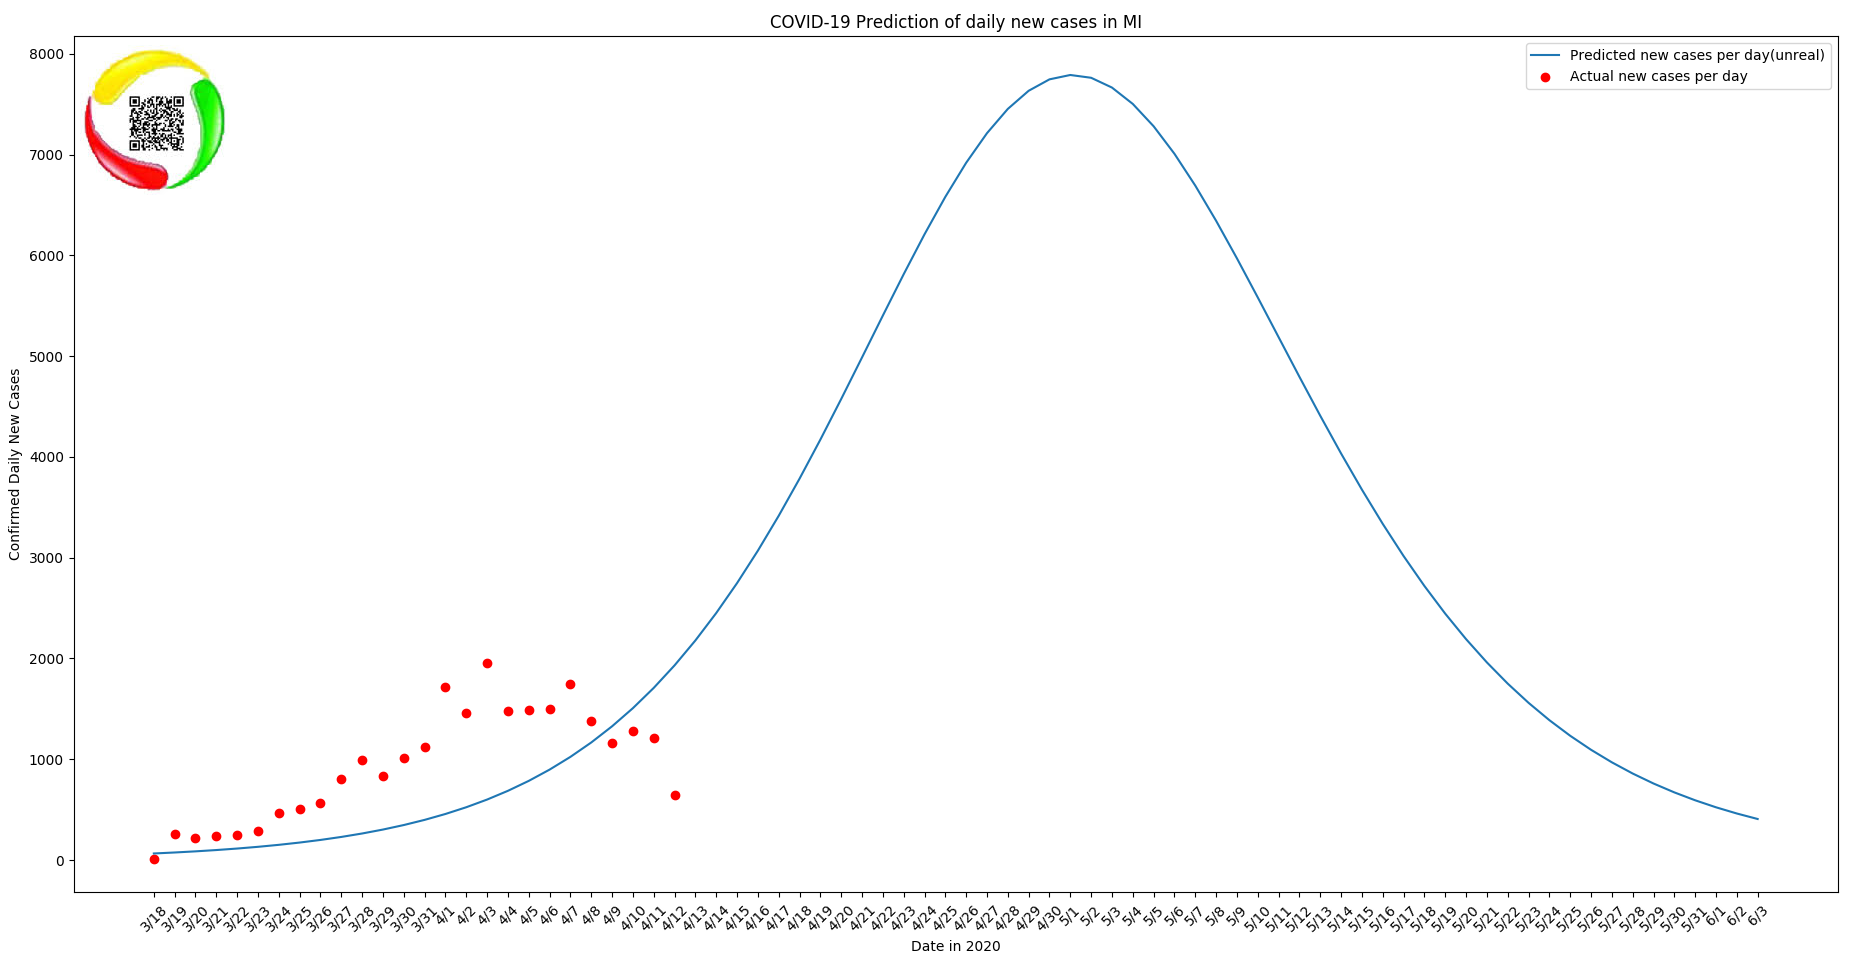 COVID-19 Prediction of daily new cases in MI
Predicted new cases per day(unreal)
Actual new cases per day
Confirmed Daily New Cases
8000
7000
6000
5000
4000
3000
2000
1000
0
3/18 3/19 3/20 3/21 3/22 3/23 3/24 3/25 3/26 3/27 3/28 3/29 3/30 3/31 4/1 4/2 4/3 4/4 4/5 4/6 4/7 4/8 4/9 4/10 4/11 4/12 4/13 4/14 4/15 4/16 4/17 4/18 4/19 4/20 4/21 4/22 4/23 4/24 4/25 4/26 4/27 4/28 4/29 4/30 5/1 5/2 5/3 5/4 5/5 5/6 5/7 5/8 5/9 5/10 5/11 5/12 5/13 5/14 5/15 5/16 5/17 5/18 5/19 5/20 5/21 5/22 5/23 5/24 5/25 5/26 5/27 5/28 5/29 5/30 5/31 6/1 6/2 6/3
Date in 2020